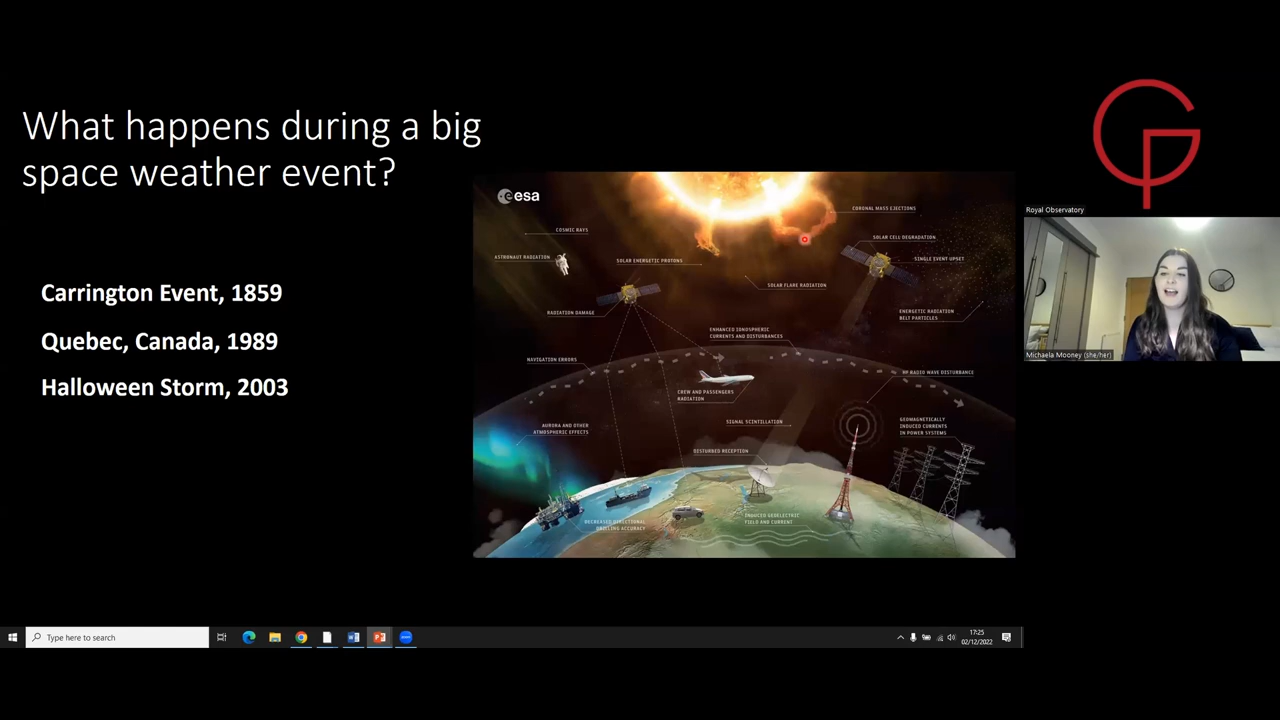 What happens during a big
space weather event?
Carrington Event, 1859
Quebec, Canada, 1989
Halloween Storm, 2003
esa
COSMIC RAYS
ASTRONAUT RADIATION
SOLAR ENERGETIC PROTONS
RADIATION DAMAGE
CORONAL MASS EJECTIONS
SOLAR CELL DEGRADATION
SINGLE EVENT UPSET
SOLAR FLARE RADIATION
ENERGETIC RADIATION
BELT PARTICLES
ENHANCED IONOSPHERIC
CURRENTS AND DISTURBANCES
NAVIGATION ERRORS
CREW AND PASSENGERS
RADIATION
HF RADIO WAVE DISTURBANCE
SIGNAL SCINTILLATION
GEOMAGNETICALLY
INDUCED CURRENTS
IN POWER SYSTEMS
AURORA AND OTHER
ATMOSPHERIC EFFECTS
DISTURBED RECEPTION
DECREASED DIRECTIONAL
DRILLING ACCURACY
INDUCED GEOELECTRIC
FIELD AND CURRENT
Royal Observatory
Michaela Mooney (she/her)
Type here to search
17:25
02/12/2022